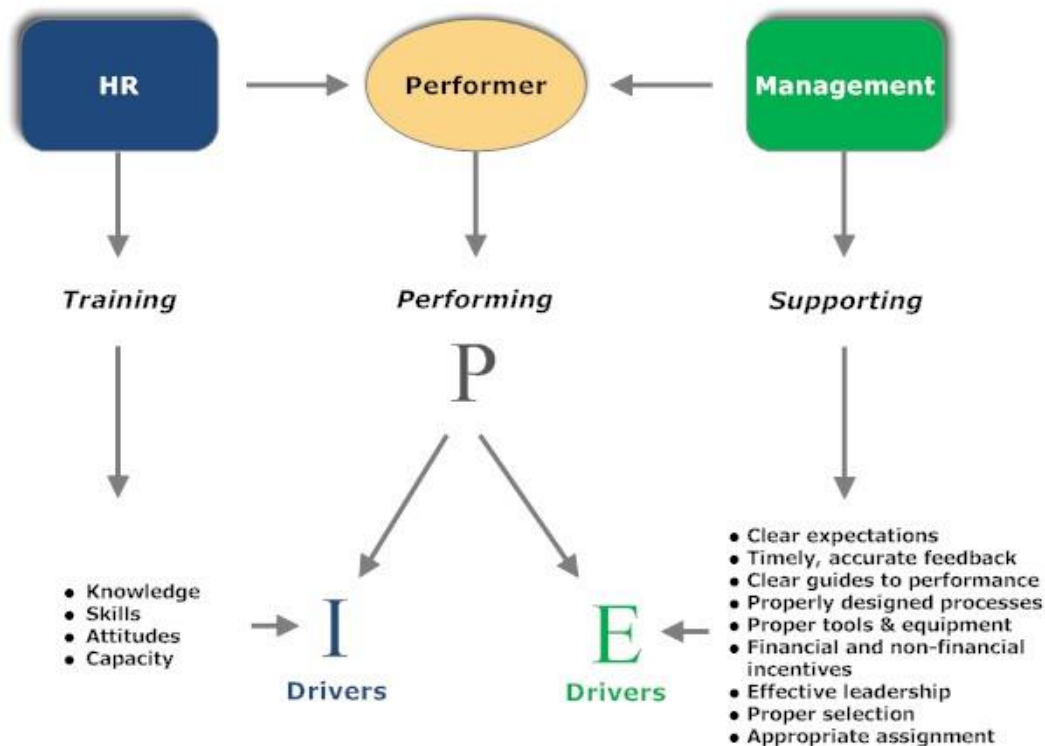 HR
Performer
Management
Training
Performing
Supporting
P
• Knowledge
• Skills
• Attitudes
• Capacity
I
Drivers
E
Drivers
• Clear expectations
• Timely, accurate feedback
• Clear guides to performance
• Properly designed processes
• Proper tools & equipment
• Financial and non-financial
incentives
• Effective leadership
• Proper selection
• Appropriate assignment